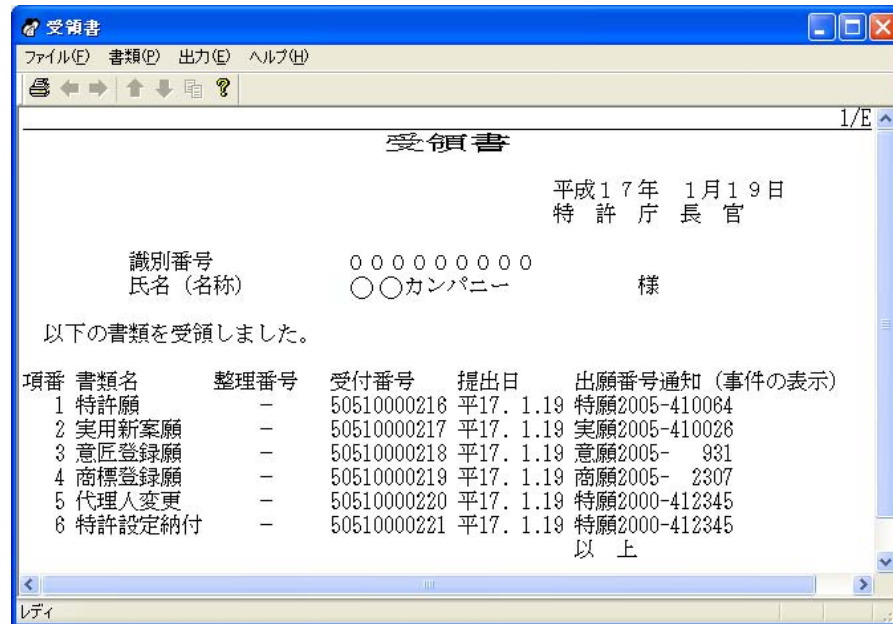 受領書
ファイル(F) 書類(P) 出力(E) ヘルプ(H)
1/E
受領書
平成17年 1月19日
特 許 庁 長 官
識別番号 000000000
氏名(名称) ○○カンパニー 様
以下の書類を受領しました。
項番 書類名 整理番号 受付番号 提出日 出願番号通知(事件の表示)
1 特許願 － 50510000216 平17. 1.19 特願2005-410064
2 実用新案願 － 50510000217 平17. 1.19 実願2005-410026
3 意匠登録願 － 50510000218 平17. 1.19 意願2005- 931
4 商標登録願 － 50510000219 平17. 1.19 商願2005- 2307
5 代理人変更 － 50510000220 平17. 1.19 特願2000-412345
6 特許設定納付 － 50510000221 平17. 1.19 特願2000-412345
以 上
レディ